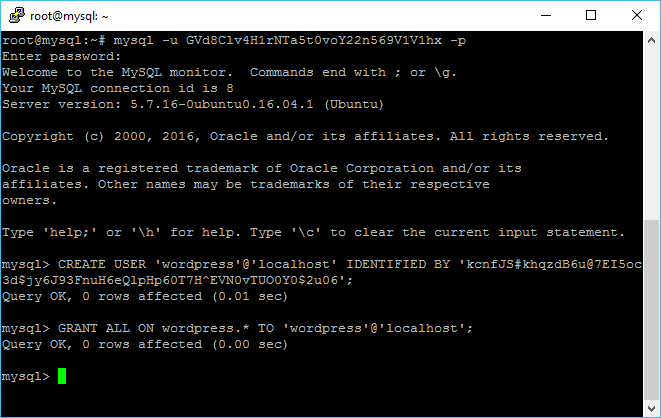 root@mysql: ~
root@mysql:~# mysql -u GVd8Clv4H1rNTa5t0voY22n569V1V1hx -p
Enter password:
Welcome to the MySQL monitor.  Commands end with ; or \g.
Your MySQL connection id is 8
Server version: 5.7.16-0ubuntu0.16.04.1 (Ubuntu)
Copyright (c) 2000, 2016, Oracle and/or its affiliates. All rights reserved.
Oracle is a registered trademark of Oracle Corporation and/or its
affiliates. Other names may be trademarks of their respective
owners.
Type 'help;' or '\h' for help. Type '\c' to clear the current input statement.
mysql> CREATE USER 'wordpress'@'localhost' IDENTIFIED BY 'kcnfJS#khqzdB6u@7EI5oc
3d$jy6J93FnuH6eQlpHp60T7H^EVN0vTUO0Y0$2u06';
Query OK, 0 rows affected (0.01 sec)
mysql> GRANT ALL ON wordpress.* TO 'wordpress'@'localhost';
Query OK, 0 rows affected (0.00 sec)
mysql>